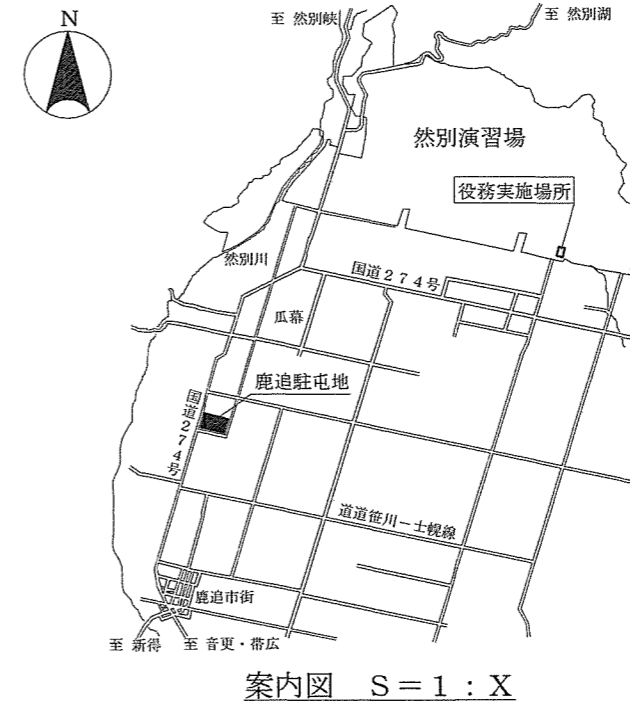 N
至 然別峡
至 然別湖
然別演習場
役務実施場所
然別川
国道274号
瓜幕
鹿追駐屯地
国道274号
道道笹川－士幌線
鹿追市街
至 新得
至 音更・帯広
案内図 S＝1：X